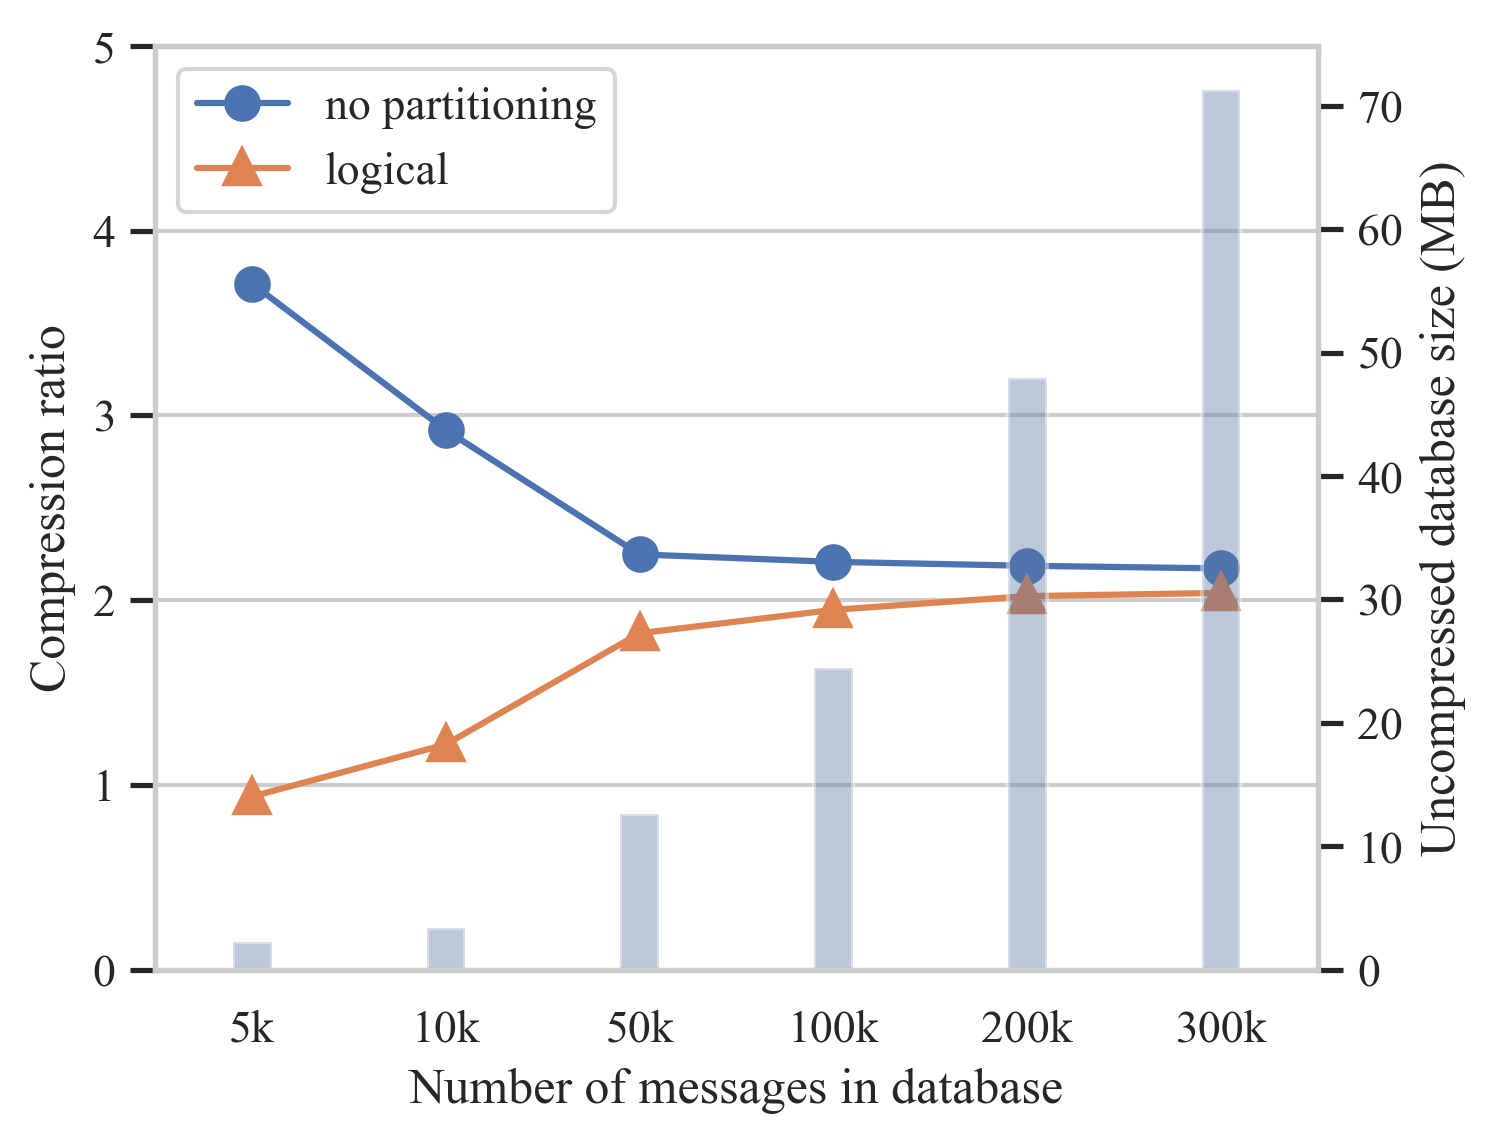 no partitioning
logical
Compression ratio
5
4
3
2
1
0
Uncompressed database size (MB)
70
60
50
40
30
20
10
0
5k 10k 50k 100k 200k 300k
Number of messages in database